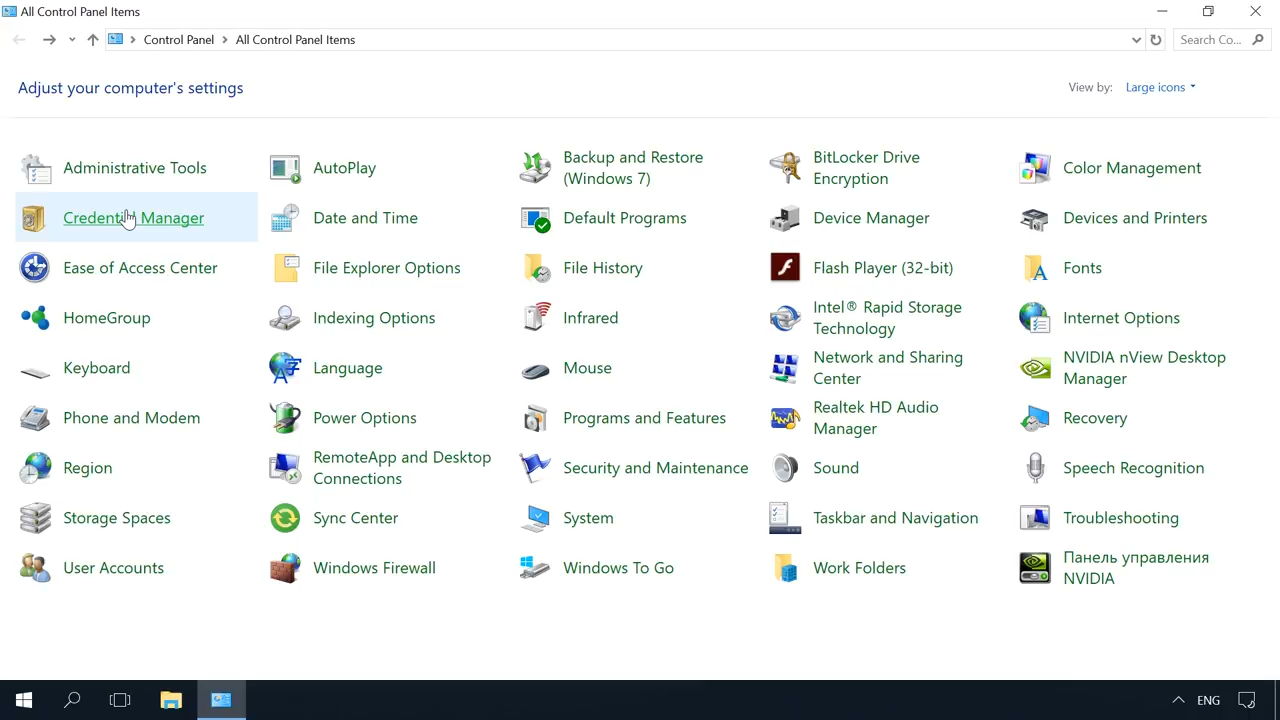 All Control Panel Items
Control Panel
All Control Panel Items
Search Co...
Adjust your computer's settings
View by:
Large icons
Administrative Tools
AutoPlay
Backup and Restore
(Windows 7)
BitLocker Drive
Encryption
Color Management
Credential Manager
Date and Time
Default Programs
Device Manager
Devices and Printers
Ease of Access Center
File Explorer Options
File History
Flash Player (32-bit)
Fonts
HomeGroup
Indexing Options
Infrared
Intel® Rapid Storage
Technology
Internet Options
Keyboard
Language
Mouse
Network and Sharing
Center
NVIDIA nView Desktop
Manager
Phone and Modem
Power Options
Programs and Features
Realtek HD Audio
Manager
Recovery
Region
RemoteApp and Desktop
Connections
Security and Maintenance
Sound
Speech Recognition
Storage Spaces
Sync Center
System
Taskbar and Navigation
Troubleshooting
User Accounts
Windows Firewall
Windows To Go
Work Folders
Панель управления
NVIDIA
ENG